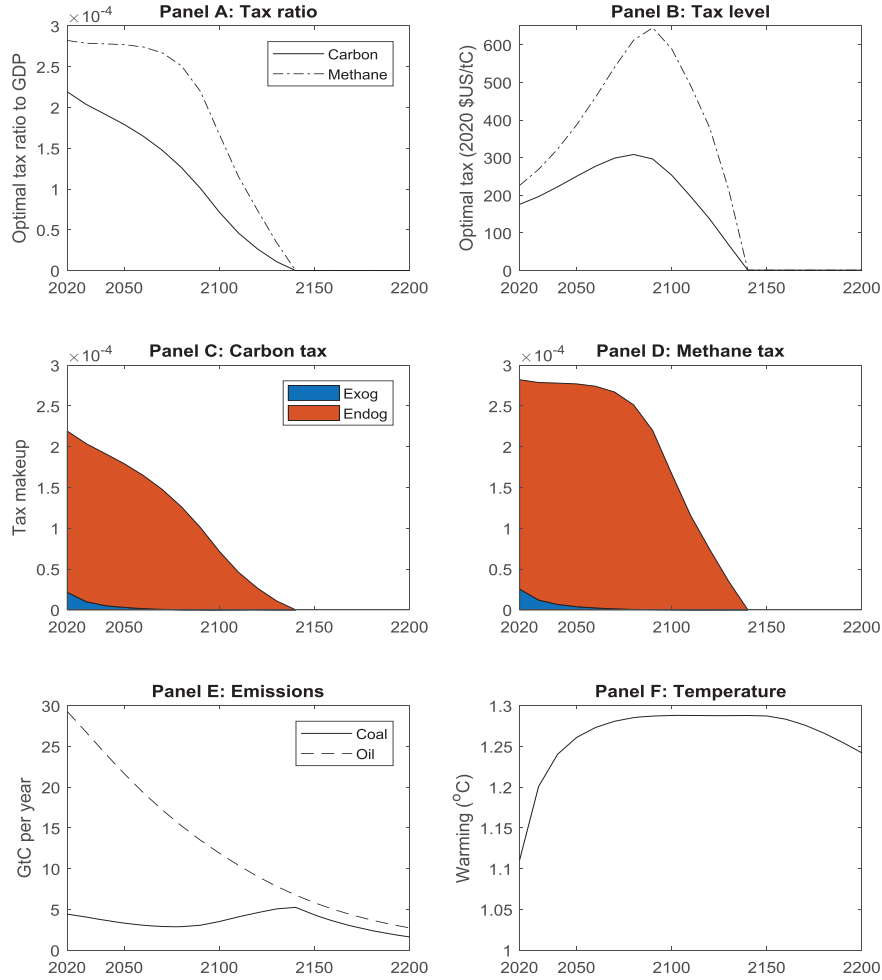 Panel A: Tax ratio
×10⁻⁴
3
2.5
2
1.5
1
0.5
0
Optimal tax ratio to GDP
Carbon
Methane
2020 2050 2100 2150 2200
Panel B: Tax level
600
500
400
300
200
100
0
Optimal tax (2020 $US/tC)
2020 2050 2100 2150 2200
Panel C: Carbon tax
×10⁻⁴
3
2.5
2
1.5
1
0.5
0
Tax makeup
Exog
Endog
2020 2050 2100 2150 2200
Panel D: Methane tax
×10⁻⁴
3
2.5
2
1.5
1
0.5
0
2020 2050 2100 2150 2200
Panel E: Emissions
30
25
20
15
10
5
0
GtC per year
Coal
Oil
2020 2050 2100 2150 2200
Panel F: Temperature
1.3
1.25
1.2
1.15
1.1
1.05
1
Warming (°C)
2020 2050 2100 2150 2200